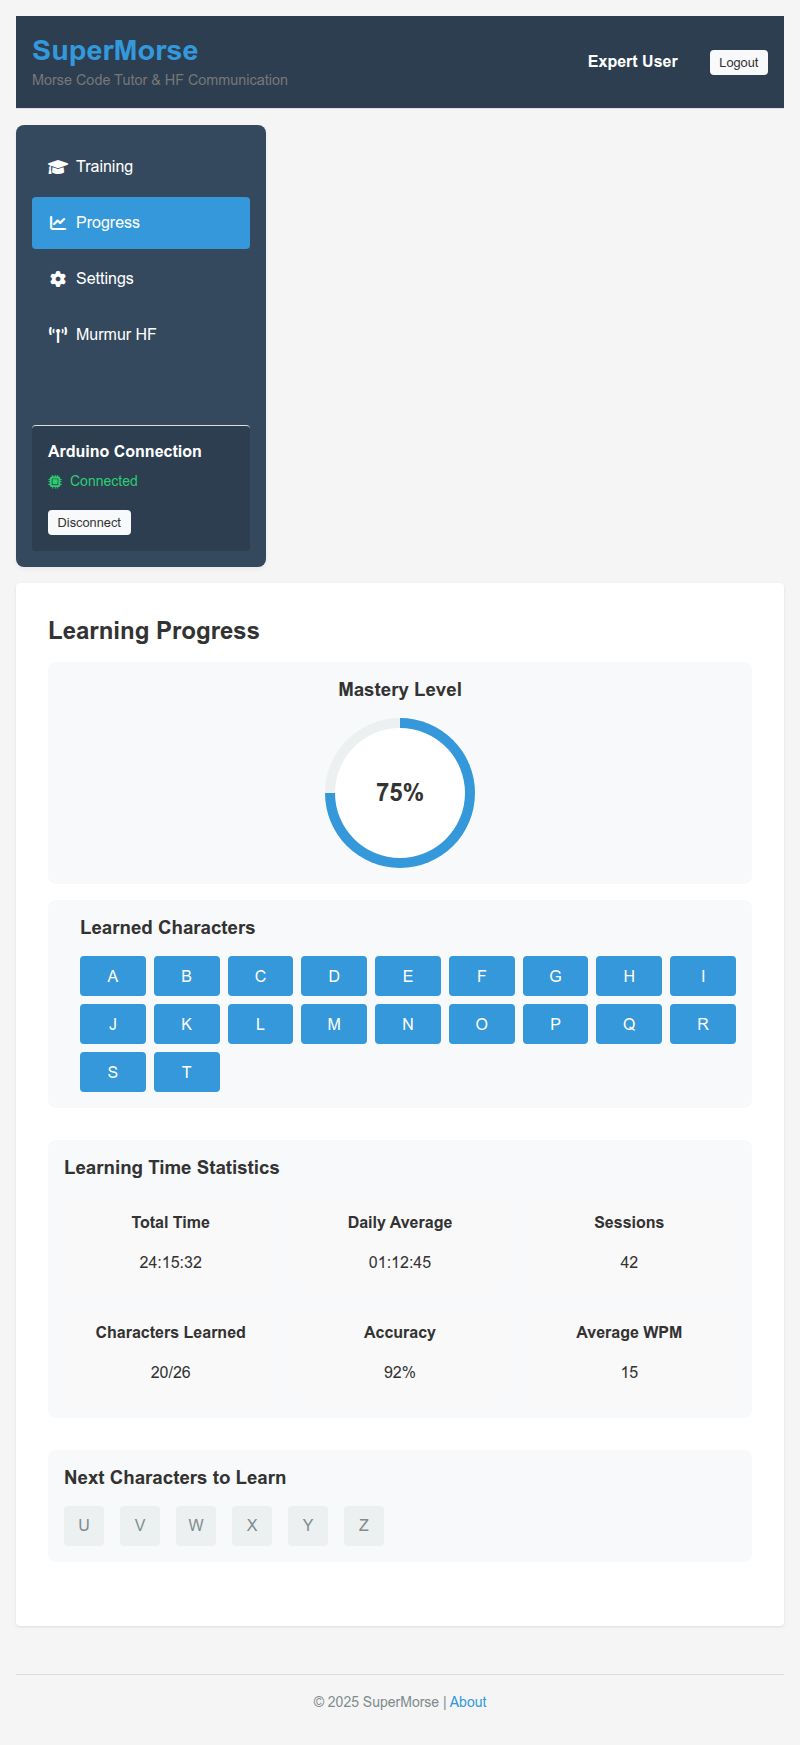 SuperMorse
Morse Code Tutor & HF Communication
Expert User
Logout
Training
Progress
Settings
Murmur HF
Arduino Connection
Connected
Disconnect
Learning Progress
Mastery Level
75%
Learned Characters
A B C D E F G H I
J K L M N O P Q R
S T
Learning Time Statistics
Total Time Daily Average Sessions
24:15:32 01:12:45 42
Characters Learned Accuracy Average WPM
20/26 92% 15
Next Characters to Learn
U V W X Y Z
© 2025 SuperMorse | About